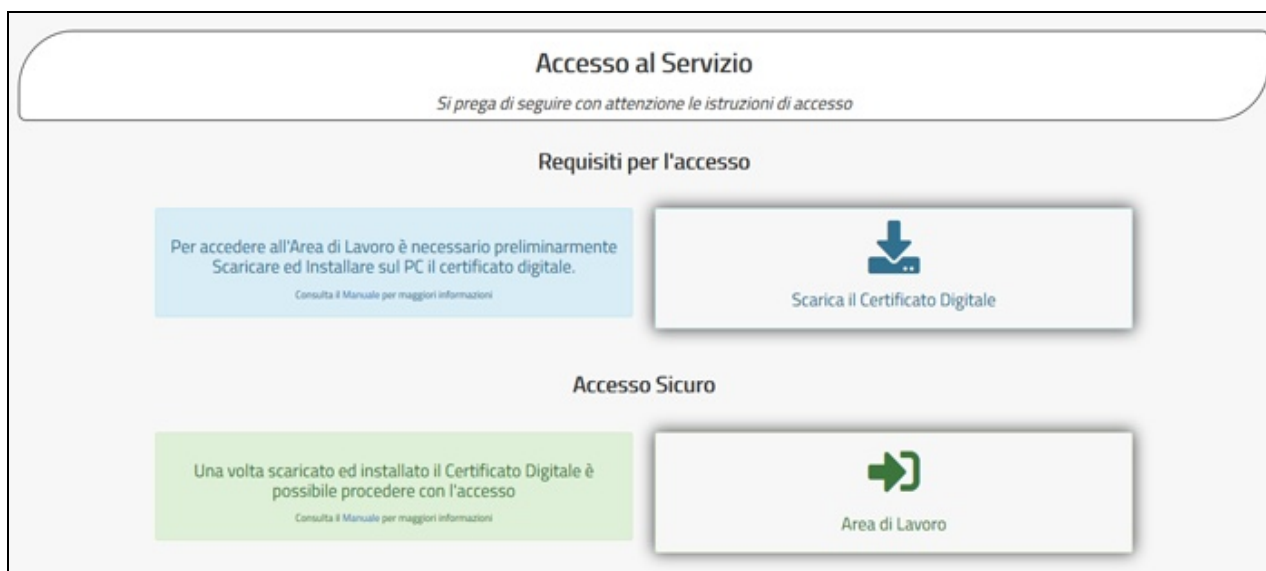 Accesso al Servizio
Si prega di seguire con attenzione le istruzioni di accesso
Requisiti per l'accesso
Per accedere all'Area di Lavoro è necessario preliminarmente
Scaricare ed Installare sul PC il certificato digitale.
Consulta il Manuale per maggiori informazioni
Scarica il Certificato Digitale
Accesso Sicuro
Una volta scaricato ed installato il Certificato Digitale è
possibile procedere con l'accesso
Consulta il Manuale per maggiori informazioni
Area di Lavoro